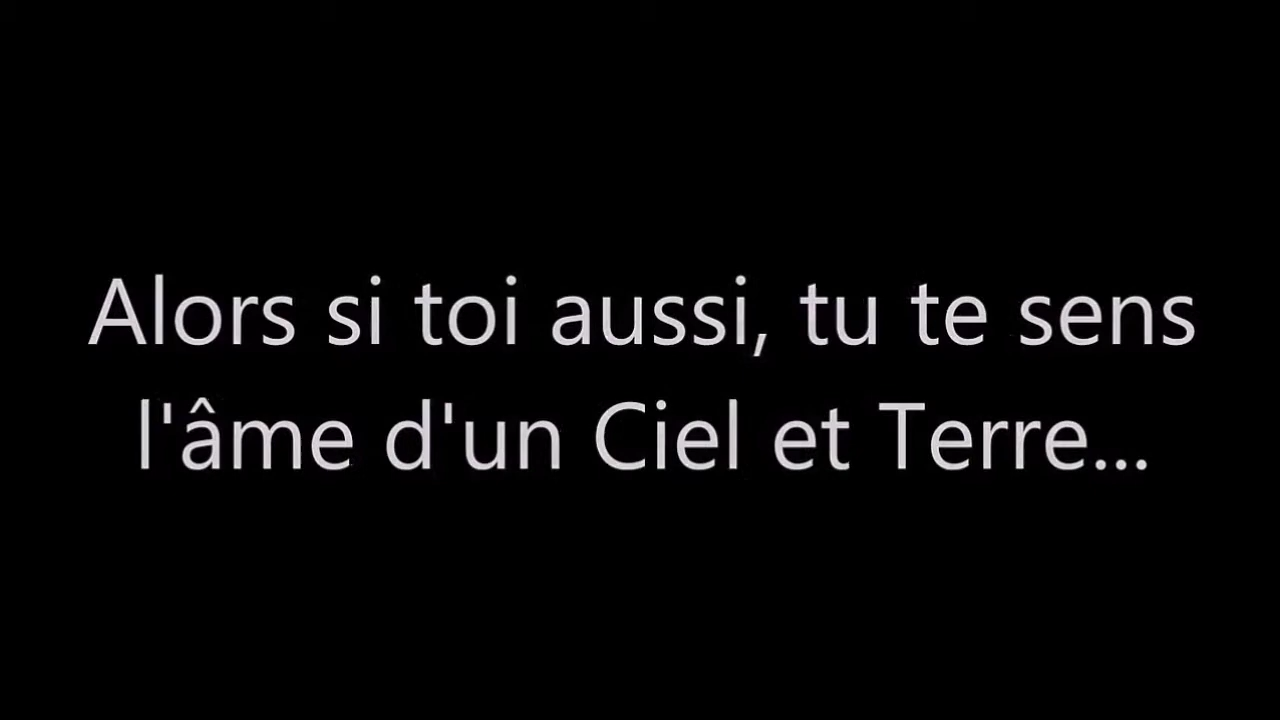 Alors si toi aussi, tu te sens
l'âme d'un Ciel et Terre...